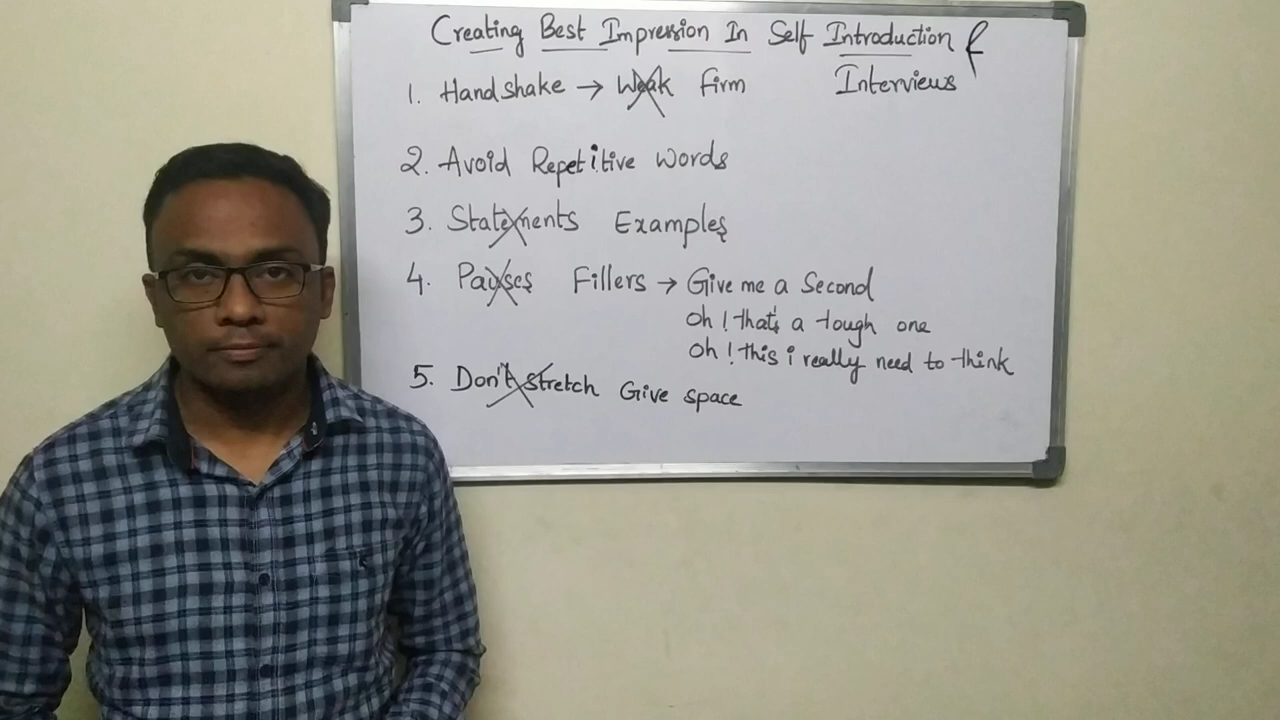 Creating Best Impression In Self Introduction &
Interviews
1. Handshake → Weak Firm
2. Avoid Repetitive Words
3. Statements Examples
4. Pauses Fillers → Give me a Second
Oh! that's a tough one
Oh! this i really need to think
5. Don't stretch Give space